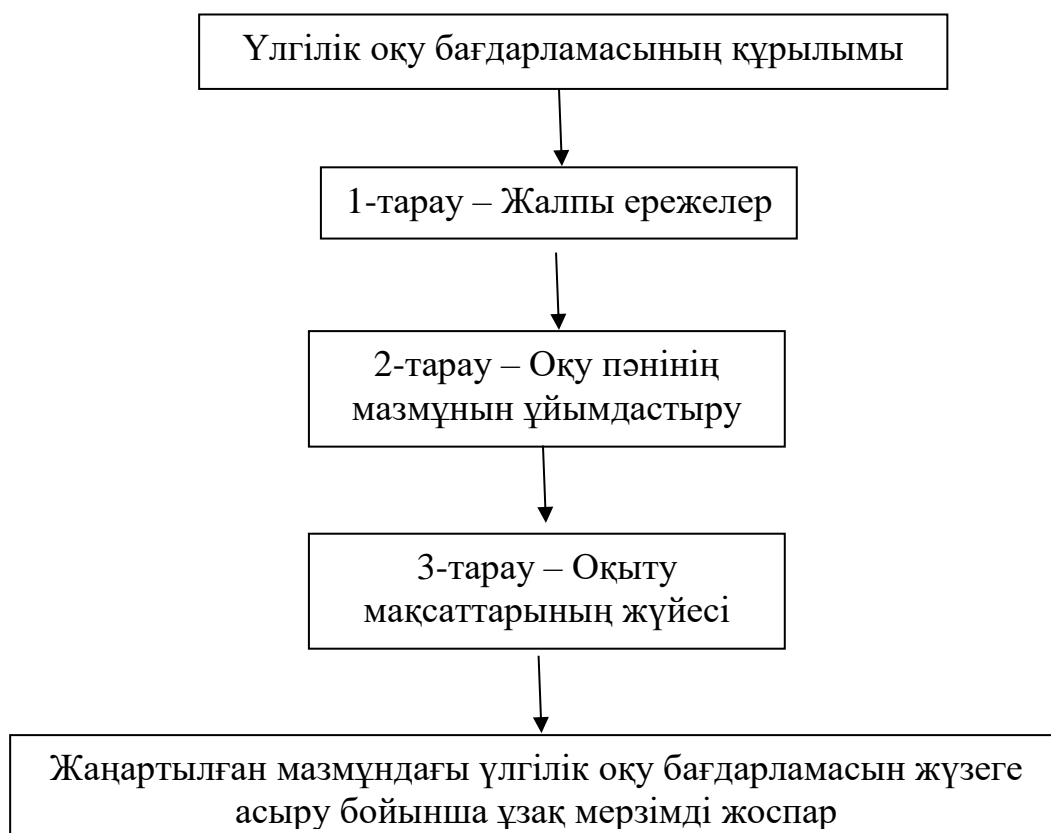 Үлгілік оқу бағдарламасының құрылымы
1-тарау – Жалпы ережелер
2-тарау – Оқу пәнінің
мазмұнын ұйымдастыру
3-тарау – Оқыту
мақсаттарының жүйесі
Жаңартылған мазмұндағы үлгілік оқу бағдарламасын жүзеге
асыру бойынша ұзақ мерзімді жоспар